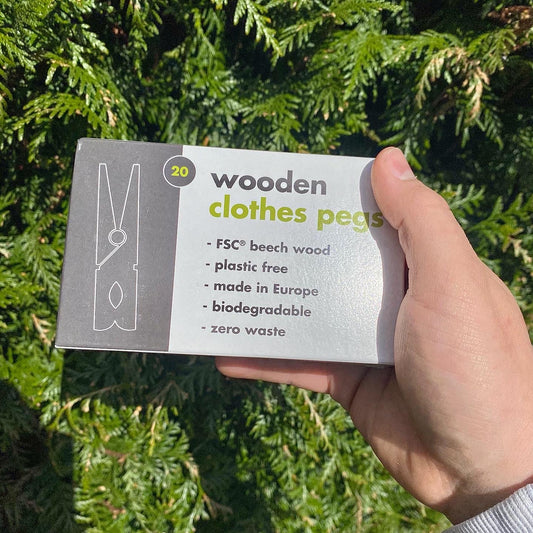 20
wooden
clothes pegs
- FSC® beech wood
- plastic free
- made in Europe
- biodegradable
- zero waste